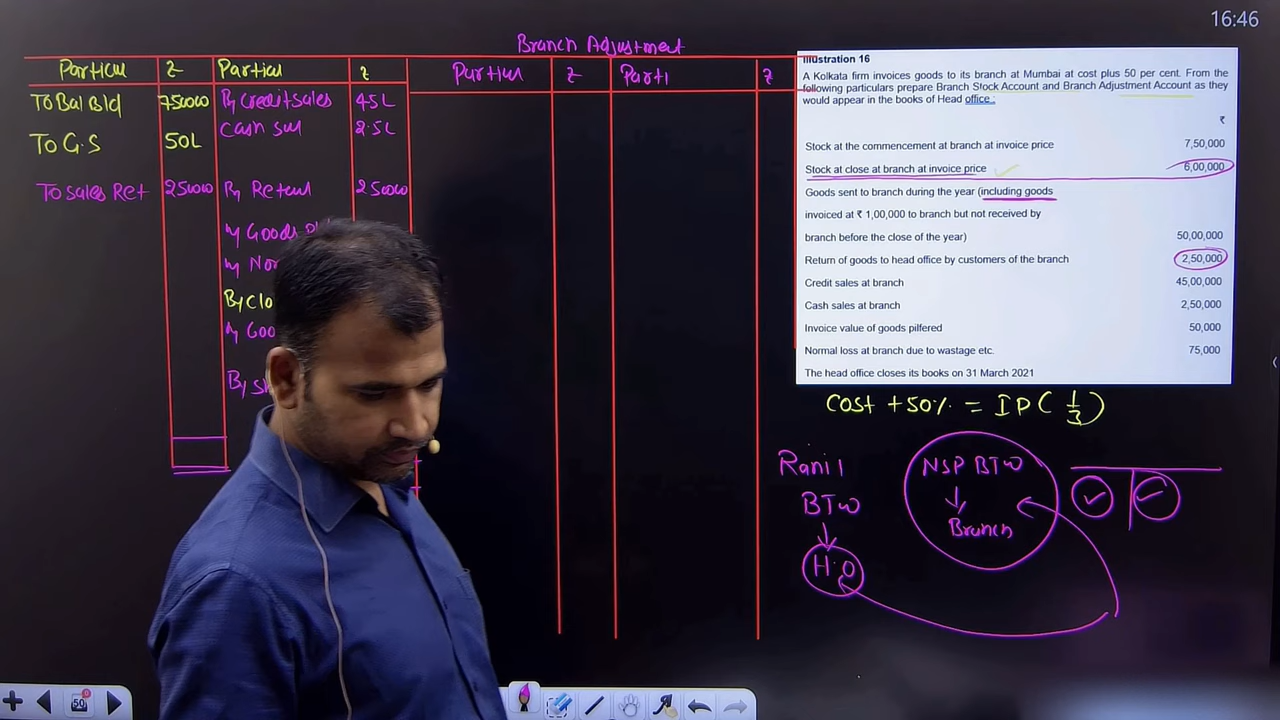 16:46
Branch Adjustment
Particul ₹ Particul ₹ Particul ₹ Parti ₹
To Bal Bld 750000 By Credit sales 45L
Cash sal 2.5L
To G.S 50L
To Sales Ret 250000 By Retun 250000
By Goods
By Nor
By Clo
By Goo
By
Illustration 16
A Kolkata firm invoices goods to its branch at Mumbai at cost plus 50 per cent. From the
following particulars prepare Branch Stock Account and Branch Adjustment Account as they
would appear in the books of Head office.:
₹
Stock at the commencement at branch at invoice price 7,50,000
Stock at close at branch at invoice price 6,00,000
Goods sent to branch during the year (including goods
invoiced at ₹ 1,00,000 to branch but not received by
branch before the close of the year) 50,00,000
Return of goods to head office by customers of the branch 2,50,000
Credit sales at branch 45,00,000
Cash sales at branch 2,50,000
Invoice value of goods pilfered 50,000
Normal loss at branch due to wastage etc. 75,000
The head office closes its books on 31 March 2021
Cost +50% = IP (1/3)
BTW
H.O
NSP BTW
Branch
50
0